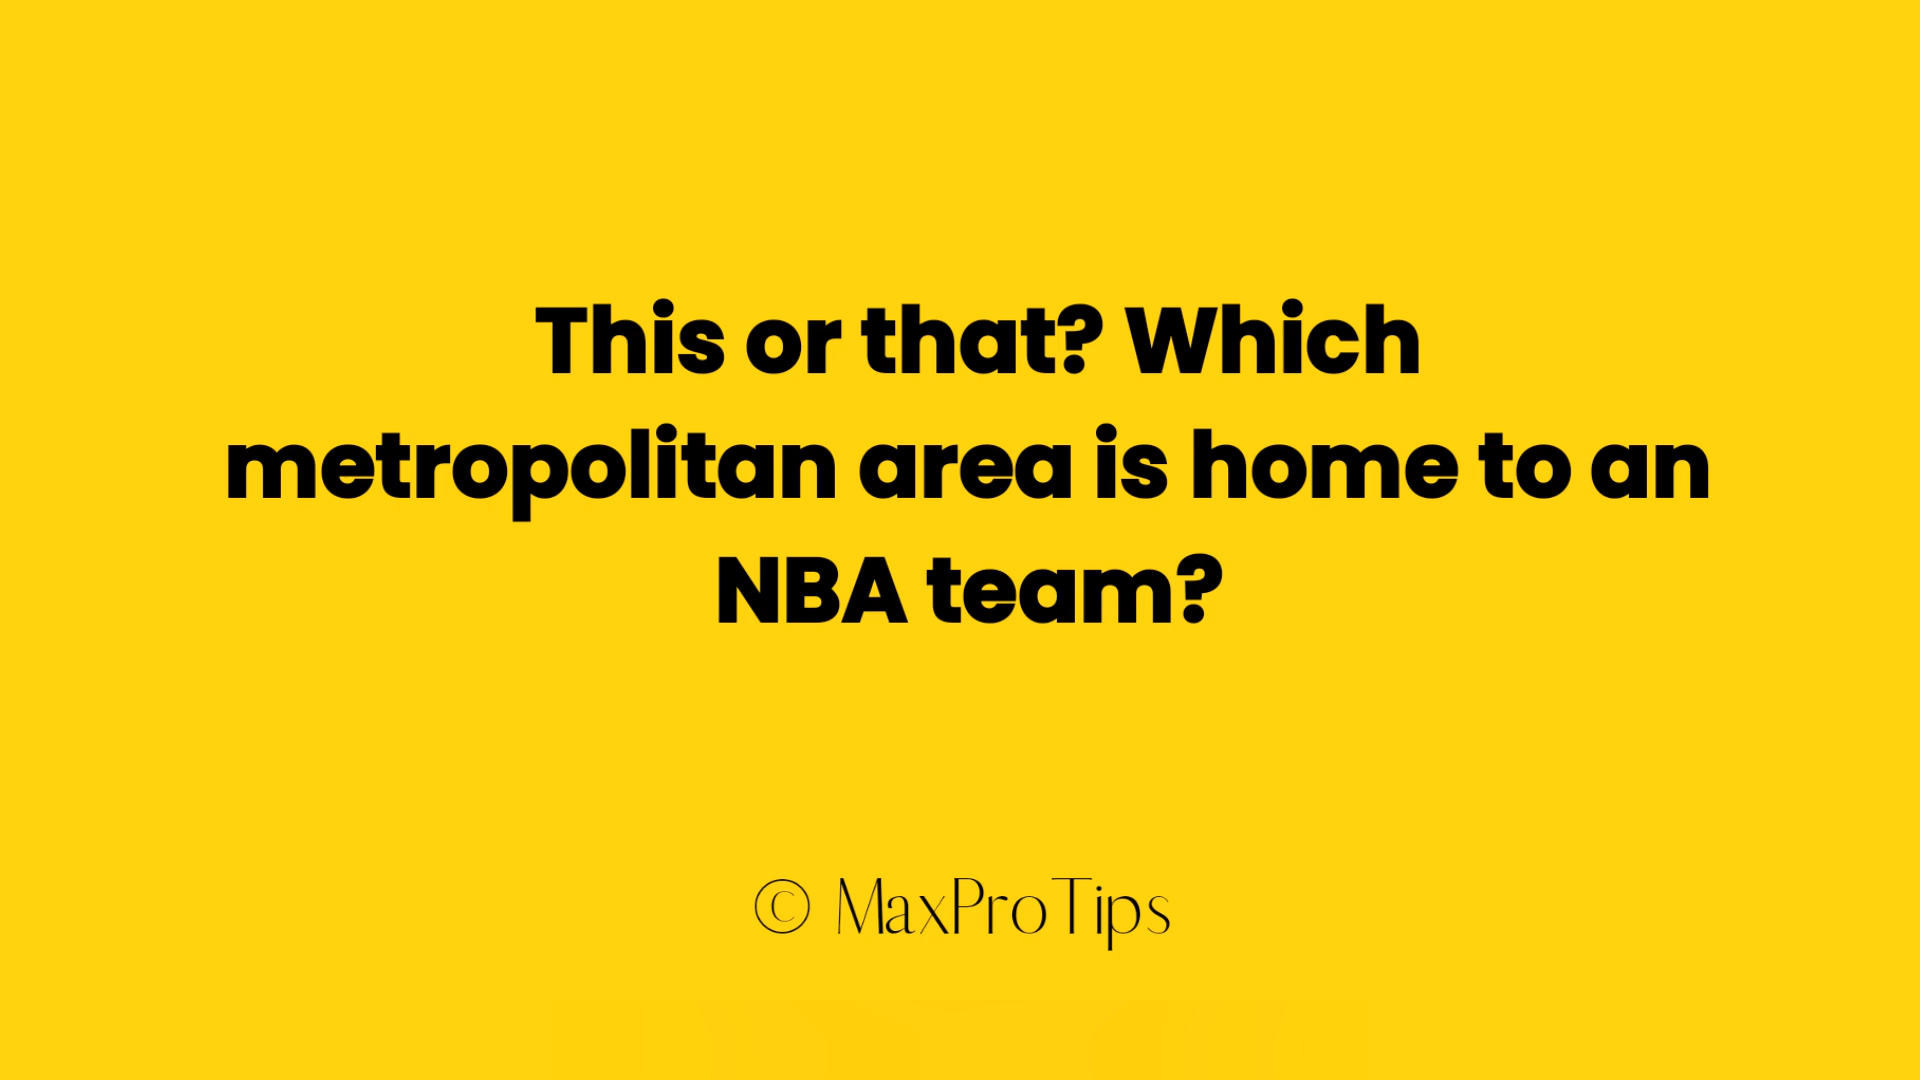 This or that? Which
metropolitan area is home to an
NBA team?
© MaxProTips